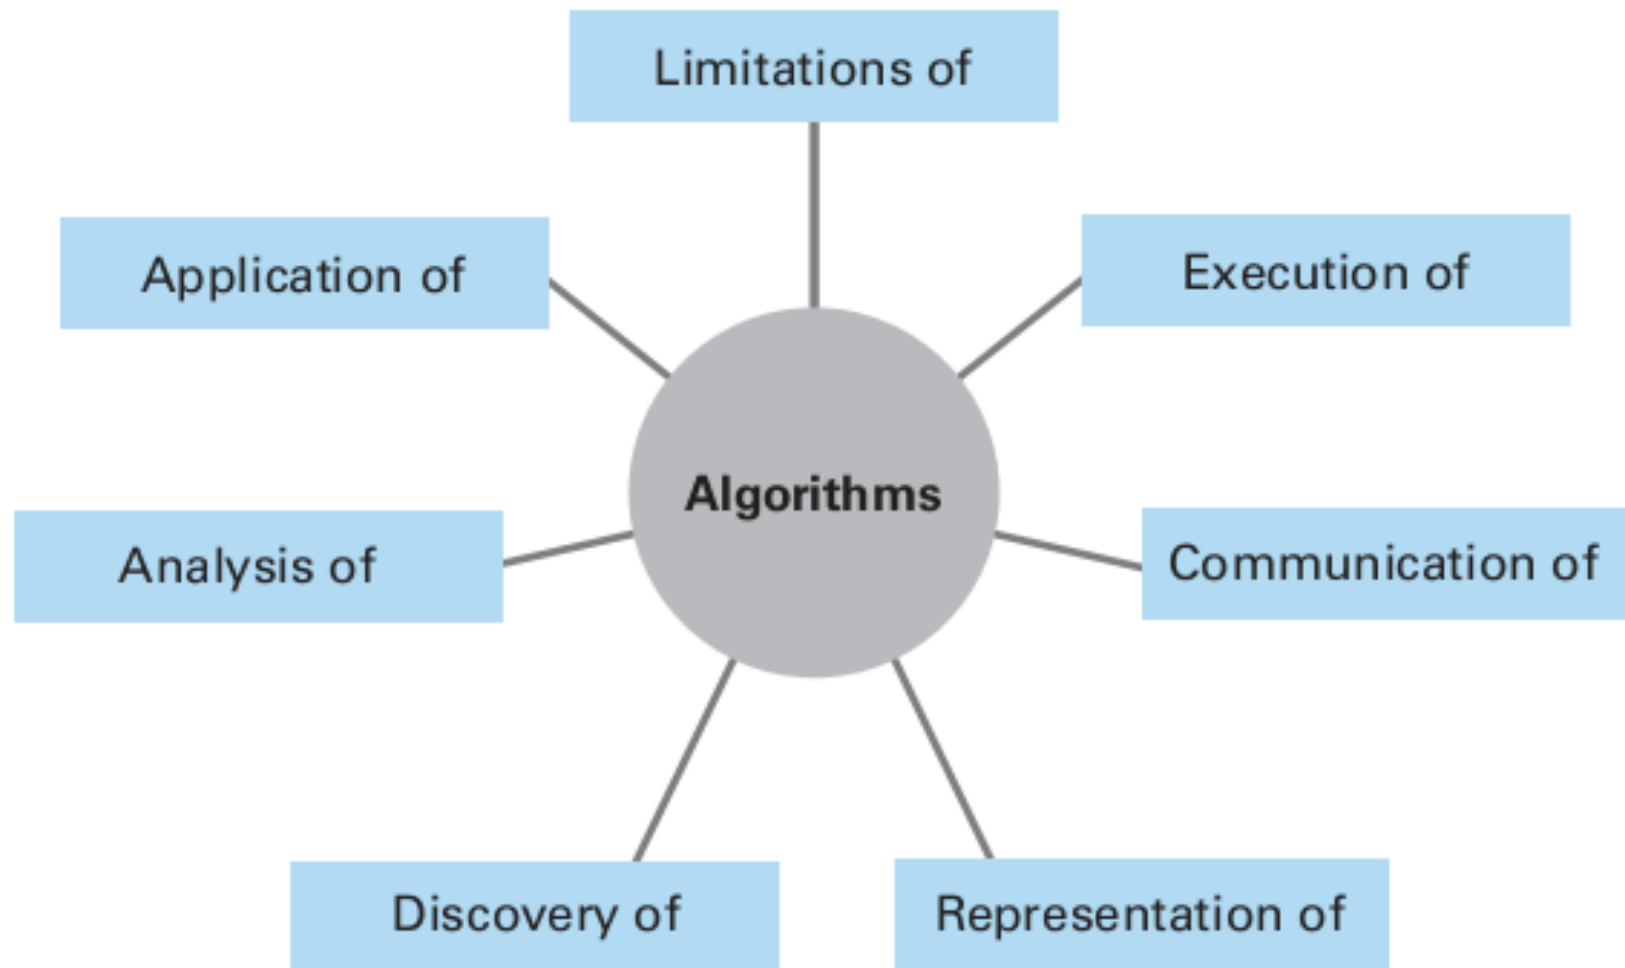 Limitations of
Application of
Execution of
Algorithms
Analysis of
Communication of
Discovery of
Representation of